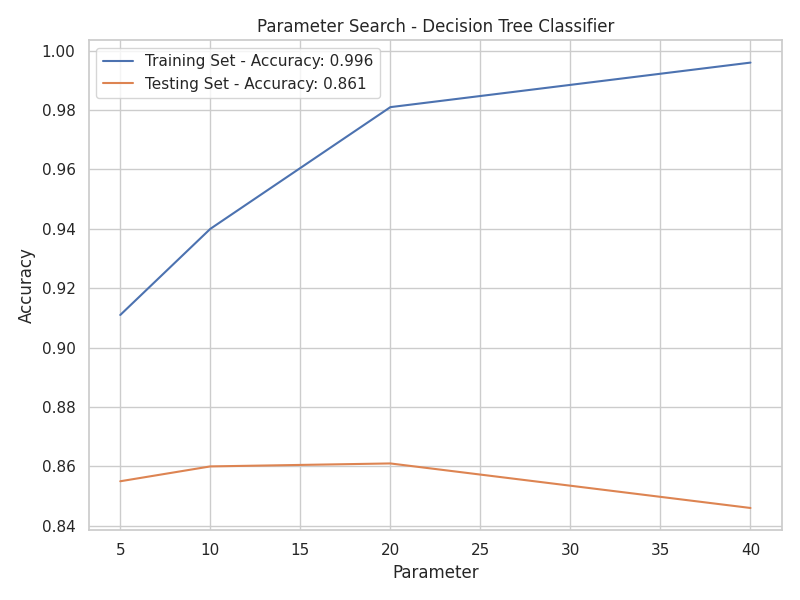 Parameter Search - Decision Tree Classifier
Training Set - Accuracy: 0.996
Testing Set - Accuracy: 0.861
1.00
0.98
0.96
0.94
0.92
0.90
0.88
0.86
0.84
Accuracy
5 10 15 20 25 30 35 40
Parameter